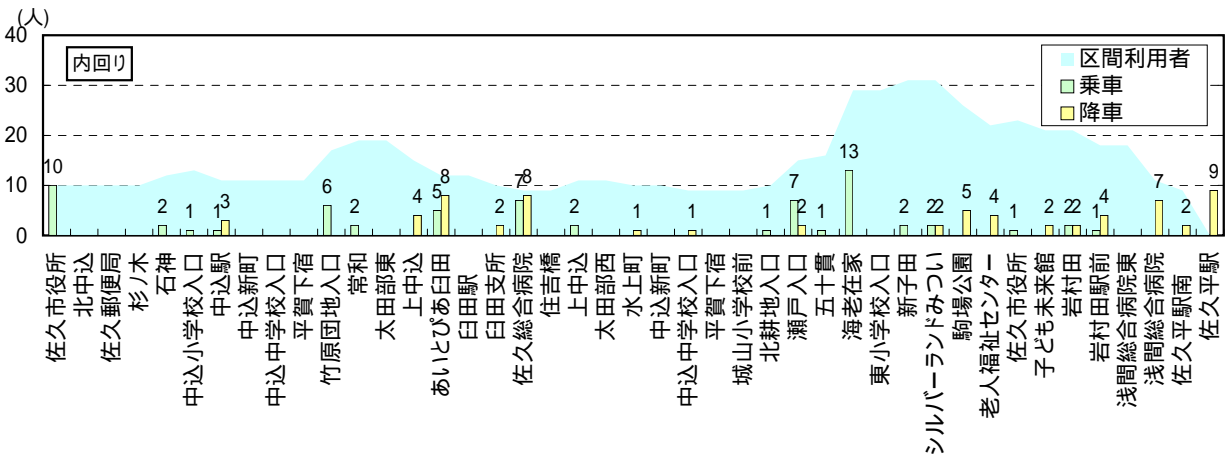 (人)
40
30
20
10
0
内回り
区間利用者
乗車
降車
10
2
1
1
3
6
2
4
5
8
2
7
8
2
1
1
1
7
2
1
13
2
2
2
5
4
1
2
2
2
1
4
7
2
9
佐久市役所
北中込
佐久郵便局
杉ノ木
石神
中込小学校入口
中込駅
中込新町
中込中学校入口
平賀下宿
竹原団地入口
常和
太田部東
上中込
あいとぴあ臼田
臼田駅
臼田支所
佐久総合病院
住吉橋
上中込
太田部西
水上町
中込新町
中込中学校入口
平賀下宿
城山小学校前
北耕地入口
瀬戸入口
五十貫
海老在家
東小学校入口
新子田
シルバーランドみつい
駒場公園
老人福祉センター
佐久市役所
子ども未来館
岩村田
岩村田駅前
浅間総合病院東
浅間総合病院
佐久平駅南
佐久平駅